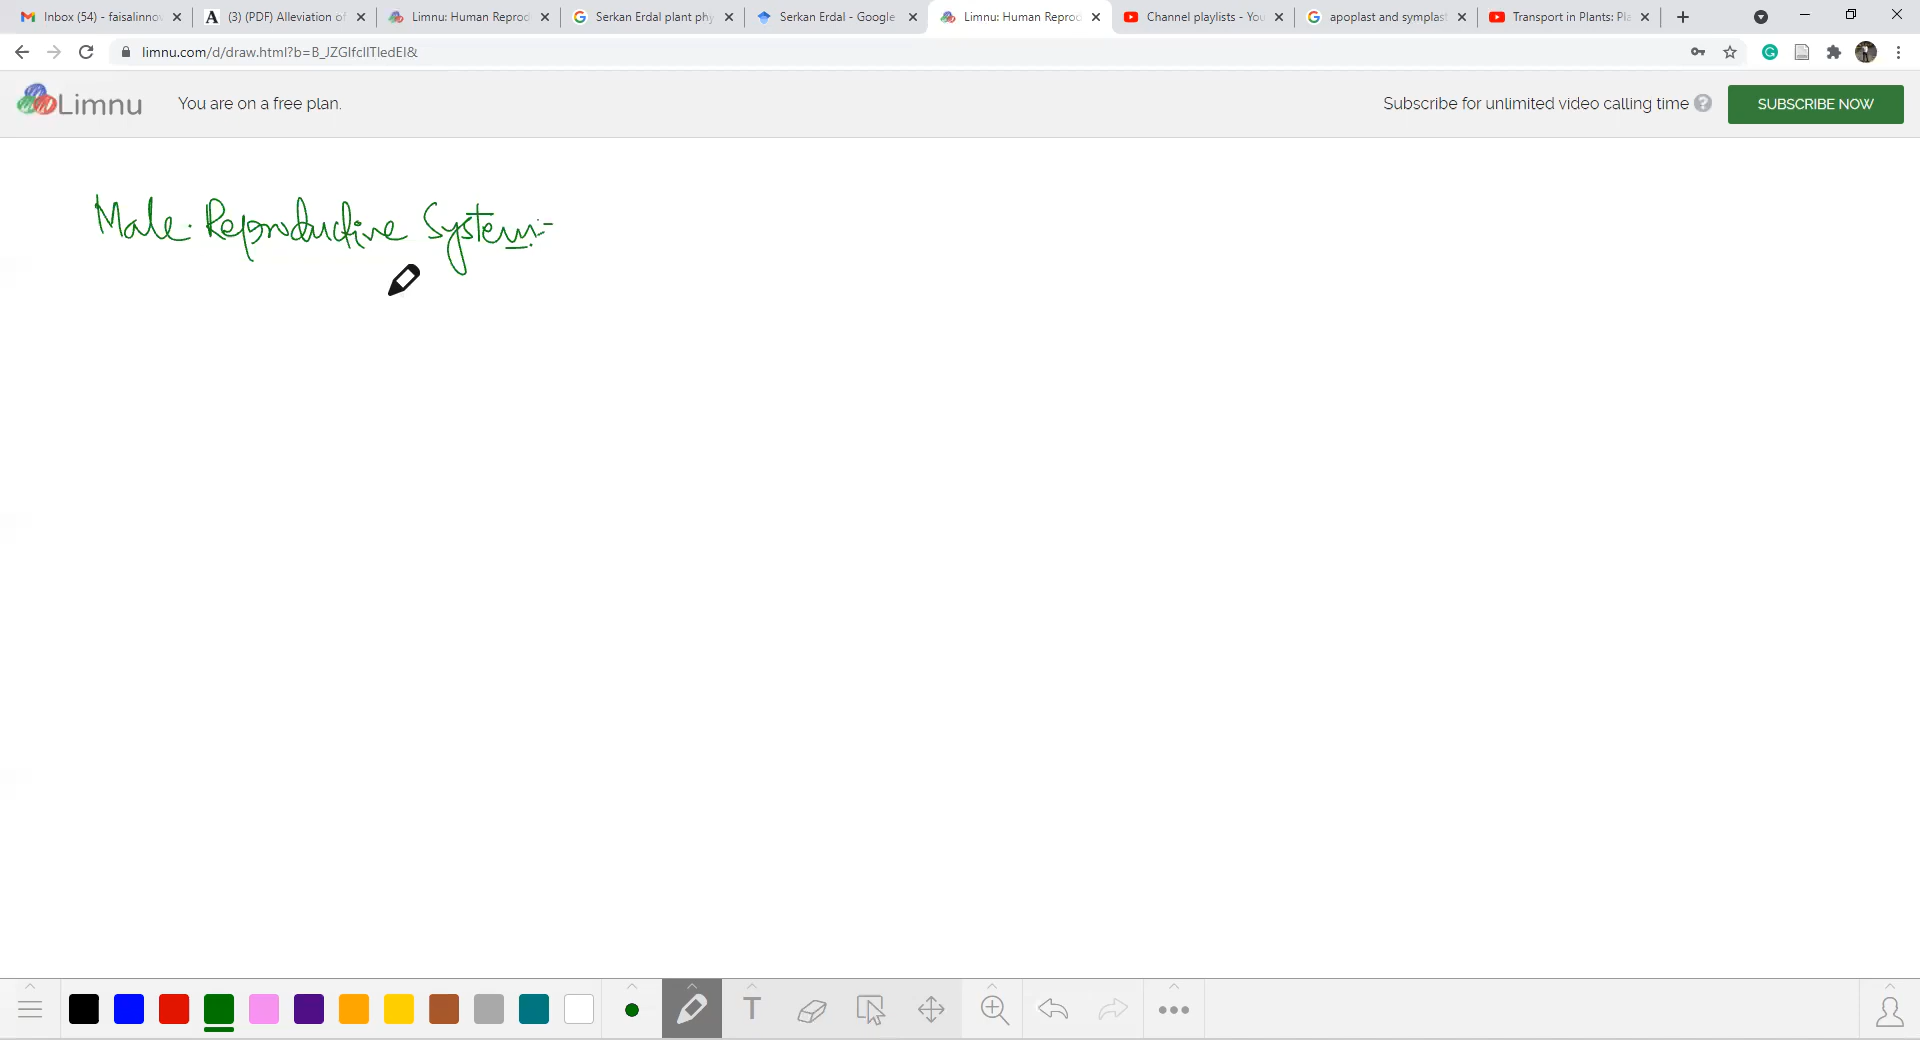 Inbox (54) - faisalinnov
(3) (PDF) Alleviation of
Limnu: Human Reprod
Serkan Erdal plant phy
Serkan Erdal - Google
Limnu: Human Reprod
Channel playlists - You
apoplast and symplast
Transport in Plants: Pla
limnu.com/d/draw.html?b=B_JZGlfcllTledEl&
Limnu You are on a free plan. Subscribe for unlimited video calling time ? SUBSCRIBE NOW
Male. Reproductive System:-
T